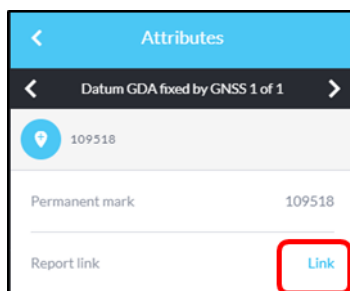 Attributes
Datum GDA fixed by GNSS 1 of 1
109518
Permanent mark 109518
Report link Link